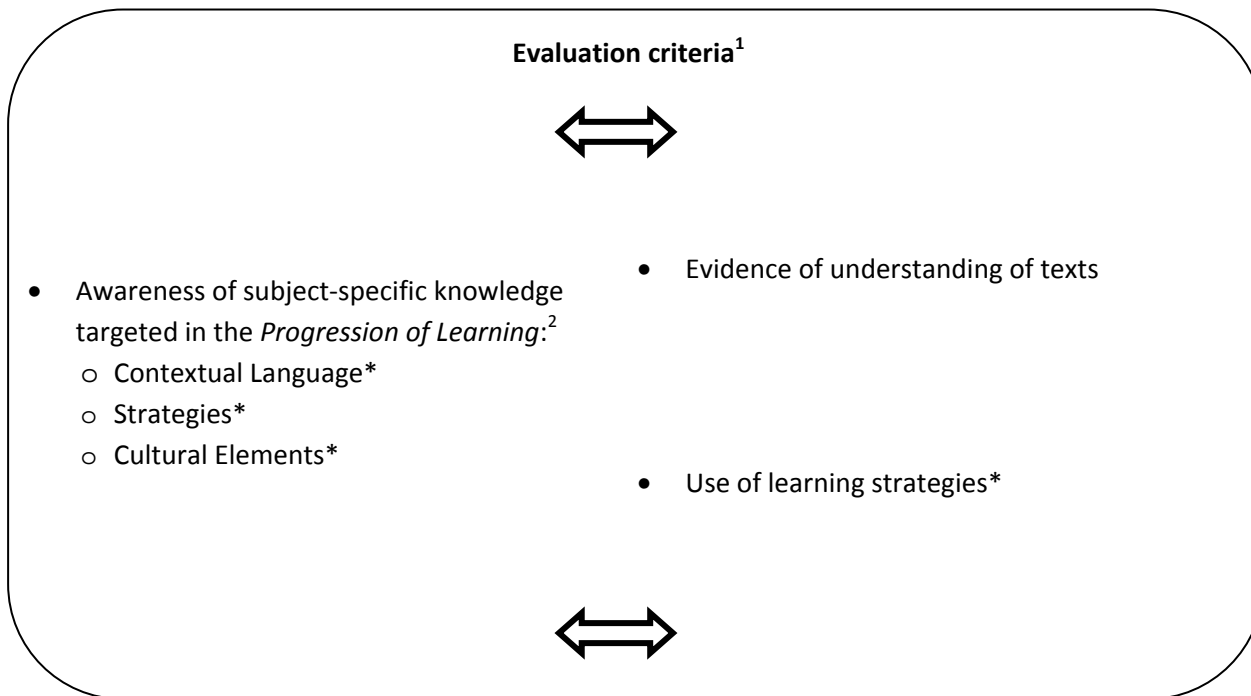 Evaluation criteria1
• Awareness of subject-specific knowledge
targeted in the Progression of Learning:2
o Contextual Language*
o Strategies*
o Cultural Elements*
• Evidence of understanding of texts
• Use of learning strategies*